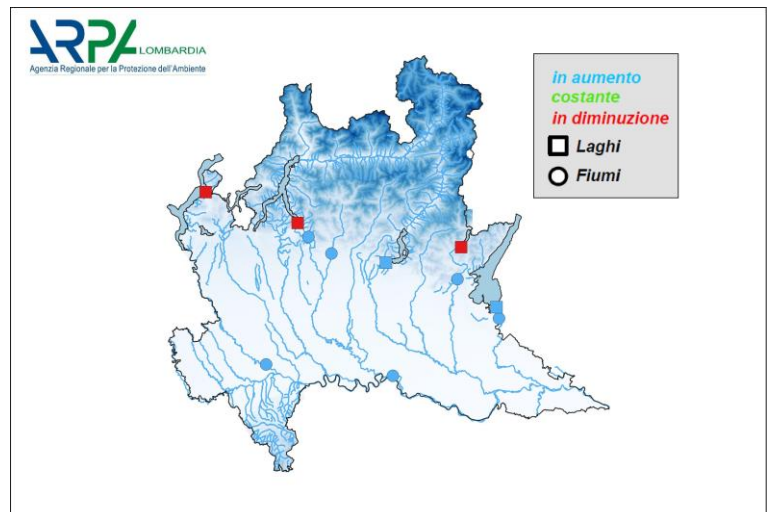 ARPA LOMBARDIA
Agenzia Regionale per la Protezione dell'Ambiente
in aumento
costante
in diminuzione
Laghi
Fiumi